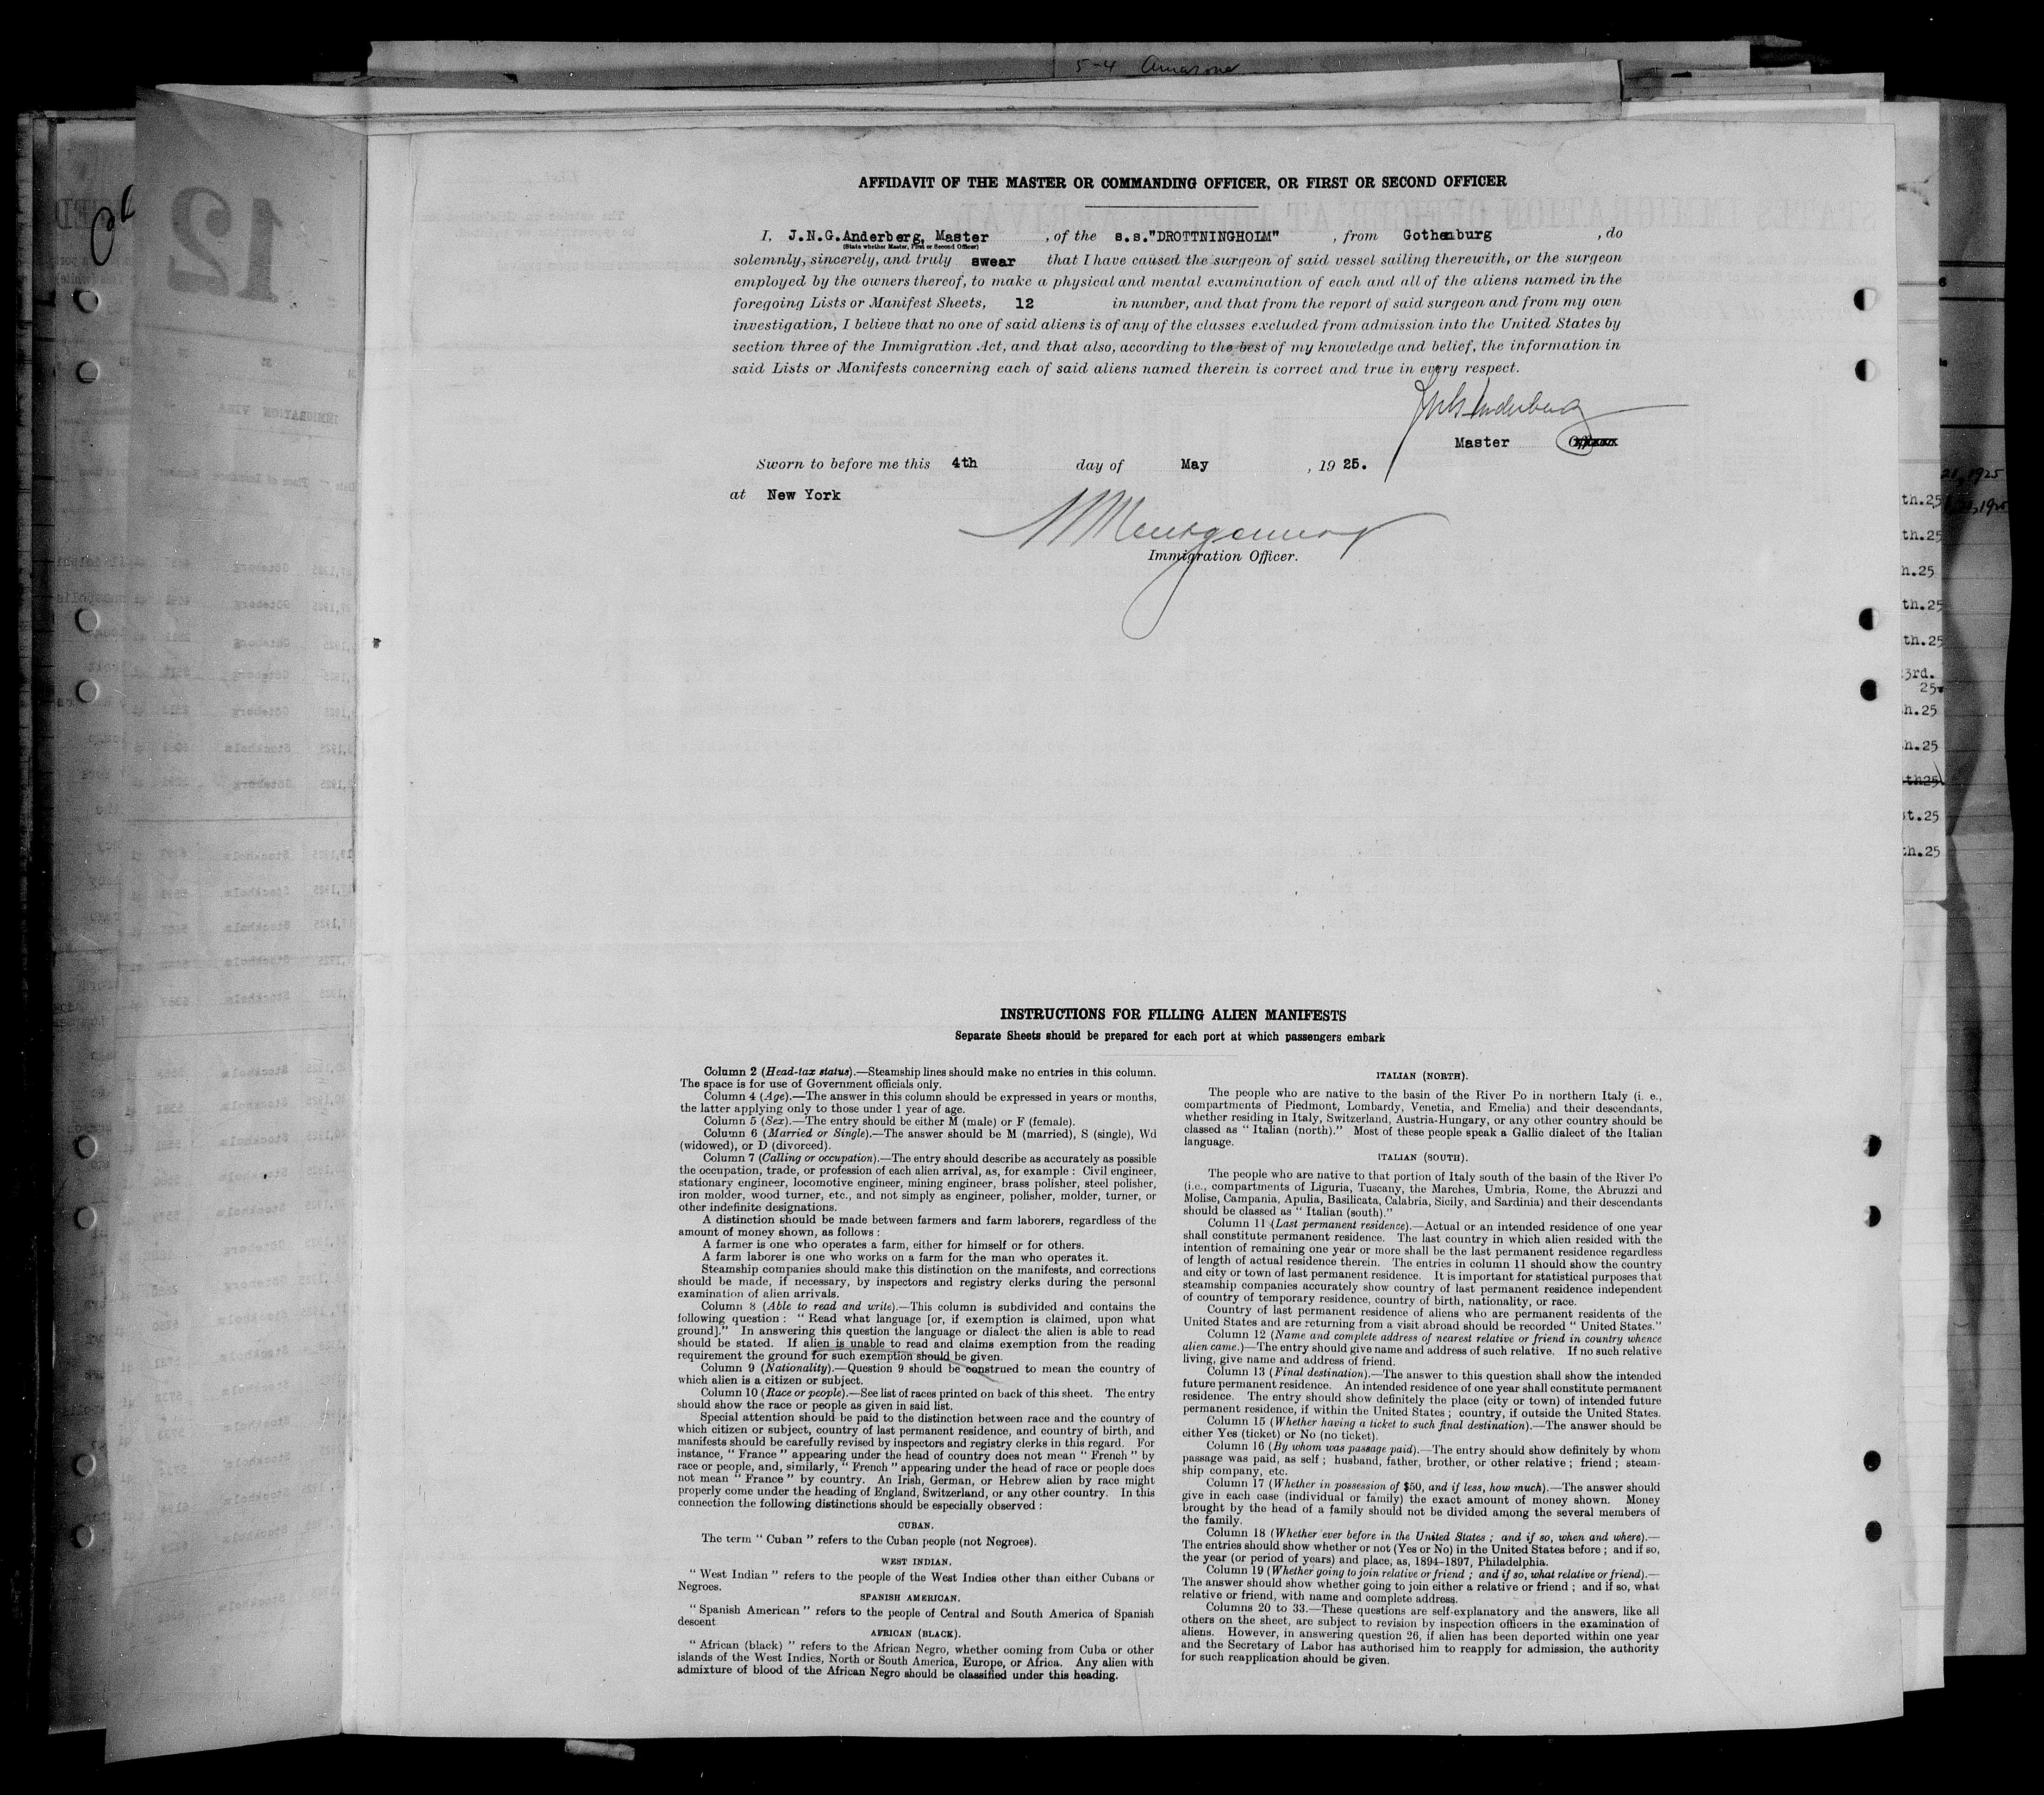 5-4
12
AFFIDAVIT OF THE MASTER OR COMMANDING OFFICER, OR FIRST OR SECOND OFFICER
I, J.N.G.Anderberg, Master , of the s.s."DROTTNINGHOLM" , from Gothenburg , do
(State whether Master, First or Second Officer)
solemnly, sincerely, and truly swear that I have caused the surgeon of said vessel sailing therewith, or the surgeon
employed by the owners thereof, to make a physical and mental examination of each and all of the aliens named in the
foregoing Lists or Manifest Sheets, 12 in number, and that from the report of said surgeon and from my own
investigation, I believe that no one of said aliens is of any of the classes excluded from admission into the United States by
section three of the Immigration Act, and that also, according to the best of my knowledge and belief, the information in
said Lists or Manifests concerning each of said aliens named therein is correct and true in every respect.
JNG Anderberg
Master
Sworn to before me this 4th day of May , 19 25.
at New York
Montgomery
Immigration Officer.
21, 1925
th.25
th.25
h.25
th.25
th.25
3rd.
25
h.25
h.25
th25
st.25
th.25
INSTRUCTIONS FOR FILLING ALIEN MANIFESTS
Separate Sheets should be prepared for each port at which passengers embark
Column 2 (Head-tax status).—Steamship lines should make no entries in this column.
The space is for use of Government officials only.
Column 4 (Age).—The answer in this column should be expressed in years or months,
the latter applying only to those under 1 year of age.
Column 5 (Sex).—The entry should be either M (male) or F (female).
Column 6 (Married or Single).—The answer should be M (married), S (single), Wd
(widowed), or D (divorced).
Column 7 (Calling or occupation).—The entry should describe as accurately as possible
the occupation, trade, or profession of each alien arrival, as, for example : Civil engineer,
stationary engineer, locomotive engineer, mining engineer, brass polisher, steel polisher,
iron molder, wood turner, etc., and not simply as engineer, polisher, molder, turner, or
other indefinite designations.
A distinction should be made between farmers and farm laborers, regardless of the
amount of money shown, as follows :
A farmer is one who operates a farm, either for himself or for others.
A farm laborer is one who works on a farm for the man who operates it.
Steamship companies should make this distinction on the manifests, and corrections
should be made, if necessary, by inspectors and registry clerks during the personal
examination of alien arrivals.
Column 8 (Able to read and write).—This column is subdivided and contains the
following question : " Read what language [or, if exemption is claimed, upon what
ground]." In answering this question the language or dialect the alien is able to read
should be stated. If alien is unable to read and claims exemption from the reading
requirement the ground for such exemption should be given.
Column 9 (Nationality).—Question 9 should be construed to mean the country of
which alien is a citizen or subject.
Column 10 (Race or people).—See list of races printed on back of this sheet. The entry
should show the race or people as given in said list.
Special attention should be paid to the distinction between race and the country of
which citizen or subject, country of last permanent residence, and country of birth, and
manifests should be carefully revised by inspectors and registry clerks in this regard. For
instance, " France " appearing under the head of country does not mean " French " by
race or people, and, similarly, " French " appearing under the head of race or people does
not mean " France " by country. An Irish, German, or Hebrew alien by race might
properly come under the heading of England, Switzerland, or any other country. In this
connection the following distinctions should be especially observed :
CUBAN.
The term " Cuban " refers to the Cuban people (not Negroes).
WEST INDIAN.
" West Indian " refers to the people of the West Indies other than either Cubans or
Negroes.
SPANISH AMERICAN.
" Spanish American " refers to the people of Central and South America of Spanish
descent
AFRICAN (BLACK).
" African (black) " refers to the African Negro, whether coming from Cuba or other
islands of the West Indies, North or South America, Europe, or Africa. Any alien with
admixture of blood of the African Negro should be classified under this heading.
ITALIAN (NORTH).
The people who are native to the basin of the River Po in northern Italy (i. e.,
compartments of Piedmont, Lombardy, Venetia, and Emelia) and their descendants,
whether residing in Italy, Switzerland, Austria-Hungary, or any other country should be
classed as " Italian (north)." Most of these people speak a Gallic dialect of the Italian
language.
ITALIAN (SOUTH).
The people who are native to that portion of Italy south of the basin of the River Po
(i.e., compartments of Liguria, Tuscany, the Marches, Umbria, Rome, the Abruzzi and
Molise, Campania, Apulia, Basilicata, Calabria, Sicily, and Sardinia) and their descendants
should be classed as " Italian (south)."
Column 11 (Last permanent residence).—Actual or an intended residence of one year
shall constitute permanent residence. The last country in which alien resided with the
intention of remaining one year or more shall be the last permanent residence regardless
of length of actual residence therein. The entries in column 11 should show the country
and city or town of last permanent residence. It is important for statistical purposes that
steamship companies accurately show country of last permanent residence independent
of country of temporary residence, country of birth, nationality, or race.
Country of last permanent residence of aliens who are permanent residents of the
United States and are returning from a visit abroad should be recorded " United States."
Column 12 (Name and complete address of nearest relative or friend in country whence
alien came.)—The entry should give name and address of such relative. If no such relative
living, give name and address of friend.
Column 13 (Final destination).—The answer to this question shall show the intended
future permanent residence. An intended residence of one year shall constitute permanent
residence. The entry should show definitely the place (city or town) of intended future
permanent residence, if within the United States ; country, if outside the United States.
Column 15 (Whether having a ticket to such final destination).—The answer should be
either Yes (ticket) or No (no ticket).
Column 16 (By whom was passage paid).—The entry should show definitely by whom
passage was paid, as self ; husband, father, brother, or other relative ; friend ; steam-
ship company, etc.
Column 17 (Whether in possession of $50, and if less, how much).—The answer should
give in each case (individual or family) the exact amount of money shown. Money
brought by the head of a family should not be divided among the several members of
the family.
Column 18 (Whether ever before in the United States ; and if so, when and where).—
The entries should show whether or not (Yes or No) in the United States before ; and if so,
the year (or period of years) and place, as, 1894-1897, Philadelphia.
Column 19 (Whether going to join relative or friend ; and if so, what relative or friend).—
The answer should show whether going to join either a relative or friend ; and if so, what
relative or friend, with name and complete address.
Columns 20 to 33.—These questions are self-explanatory and the answers, like all
others on the sheet, are subject to revision by inspection officers in the examination of
aliens. However, in answering question 26, if alien has been deported within one year
and the Secretary of Labor has authorised him to reapply for admission, the authority
for such reapplication should be given.